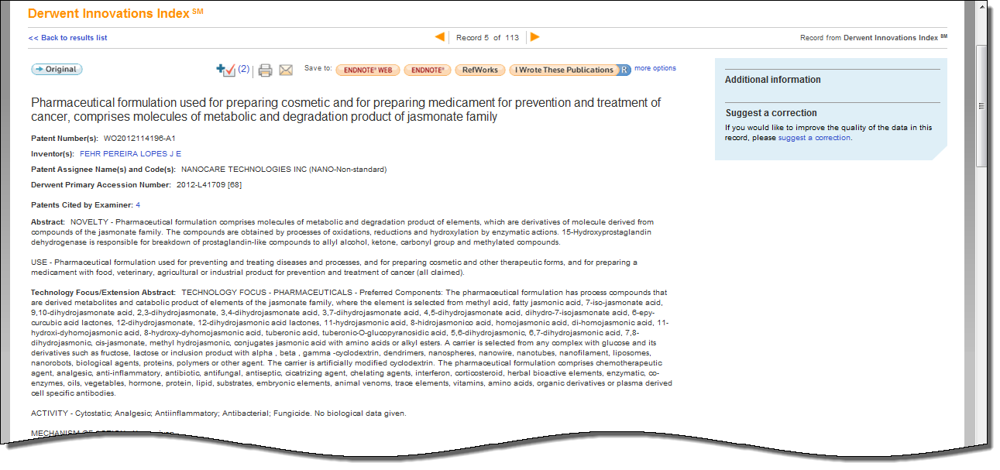 Derwent Innovations Index SM
<< Back to results list
Record 5 of 113
Record from Derwent Innovations Index SM
Original
(2)
Save to:
ENDNOTE® WEB
ENDNOTE®
RefWorks
I Wrote These Publications R
more options
Additional information
Suggest a correction
If you would like to improve the quality of the data in this
record, please suggest a correction.
Pharmaceutical formulation used for preparing cosmetic and for preparing medicament for prevention and treatment of
cancer, comprises molecules of metabolic and degradation product of jasmonate family
Patent Number(s): WO2012114196-A1
Inventor(s): FEHR PEREIRA LOPES J E
Patent Assignee Name(s) and Code(s): NANOCARE TECHNOLOGIES INC (NANO-Non-standard)
Derwent Primary Accession Number: 2012-L41709 [68]
Patents Cited by Examiner: 4
Abstract: NOVELTY - Pharmaceutical formulation comprises molecules of metabolic and degradation product of elements, which are derivatives of molecule derived from
compounds of the jasmonate family. The compounds are obtained by processes of oxidations, reductions and hydroxylation by enzymatic actions. 15-Hydroxyprostaglandin
dehydrogenase is responsible for breakdown of prostaglandin-like compounds to allyl alcohol, ketone, carbonyl group and methylated compounds.
USE - Pharmaceutical formulation used for preventing and treating diseases and processes, and for preparing cosmetic and other therapeutic forms, and for preparing a
medicament with food, veterinary, agricultural or industrial product for prevention and treatment of cancer (all claimed).
Technology Focus/Extension Abstract: TECHNOLOGY FOCUS - PHARMACEUTICALS - Preferred Components: The pharmaceutical formulation has process compounds that
are derived metabolites and catabolic product of elements of the jasmonate family, where the element is selected from methyl acid, fatty jasmonic acid, 7-iso-jasmonate acid,
9,10-dihydrojasmonate acid, 2,3-dihydrojasmonate, 3,4-dihydrojasmonate acid, 3,7-dihydrojasmonate acid, 4,5-dihydrojasmonate acid, dihydro-7-isojasmonate acid, 6-epy-
curcubic acid lactones, 12-dihydrojasmonate, 12-dihydrojasmonate acid lactones, 11-hydrojasmonic acid, 8-hidrojasmonico acid, homojasmonic acid, di-homojasmonic acid, 11-
hydroxi-dyhomojasmonic acid, 8-hydroxy-dyhomojasmonic acid, tuberonic acid, tuberonic-O-glucopyranosidic acid, 5,6-dihydrojasmonic, 6,7-dihydrojasmonic acid, 7,8-
dihydrojasmonic, cis-jasmonate, methyl hydrojasmonic, conjugates jasmonic acid with amino acids or alkyl esters. A carrier is selected from any complex with glucose and its
derivatives such as fructose, lactose or inclusion product with alpha , beta , gamma -cyclodextrin, dendrimers, nanospheres, nanowire, nanotubes, nanofilament, liposomes,
nanorobots, biological agents, proteins, polymers or other agent. The carrier is artificially modified cyclodextrin. The pharmaceutical formulation comprises chemotherapeutic
agent, analgesic, anti-inflammatory, antibiotic, antifungal, antiseptic, cicatrizing agent, chelating agents, interferon, corticosteroid, herbal bioactive elements, enzymatic, co-
enzymes, oils, vegetables, hormone, protein, lipid, substrates, embryonic elements, animal venoms, trace elements, vitamins, amino acids, organic derivatives or plasma derived
cell specific antibodies.
ACTIVITY - Cytostatic; Analgesic; Antiinflammatory; Antibacterial; Fungicide. No biological data given.
MECHANISM OF